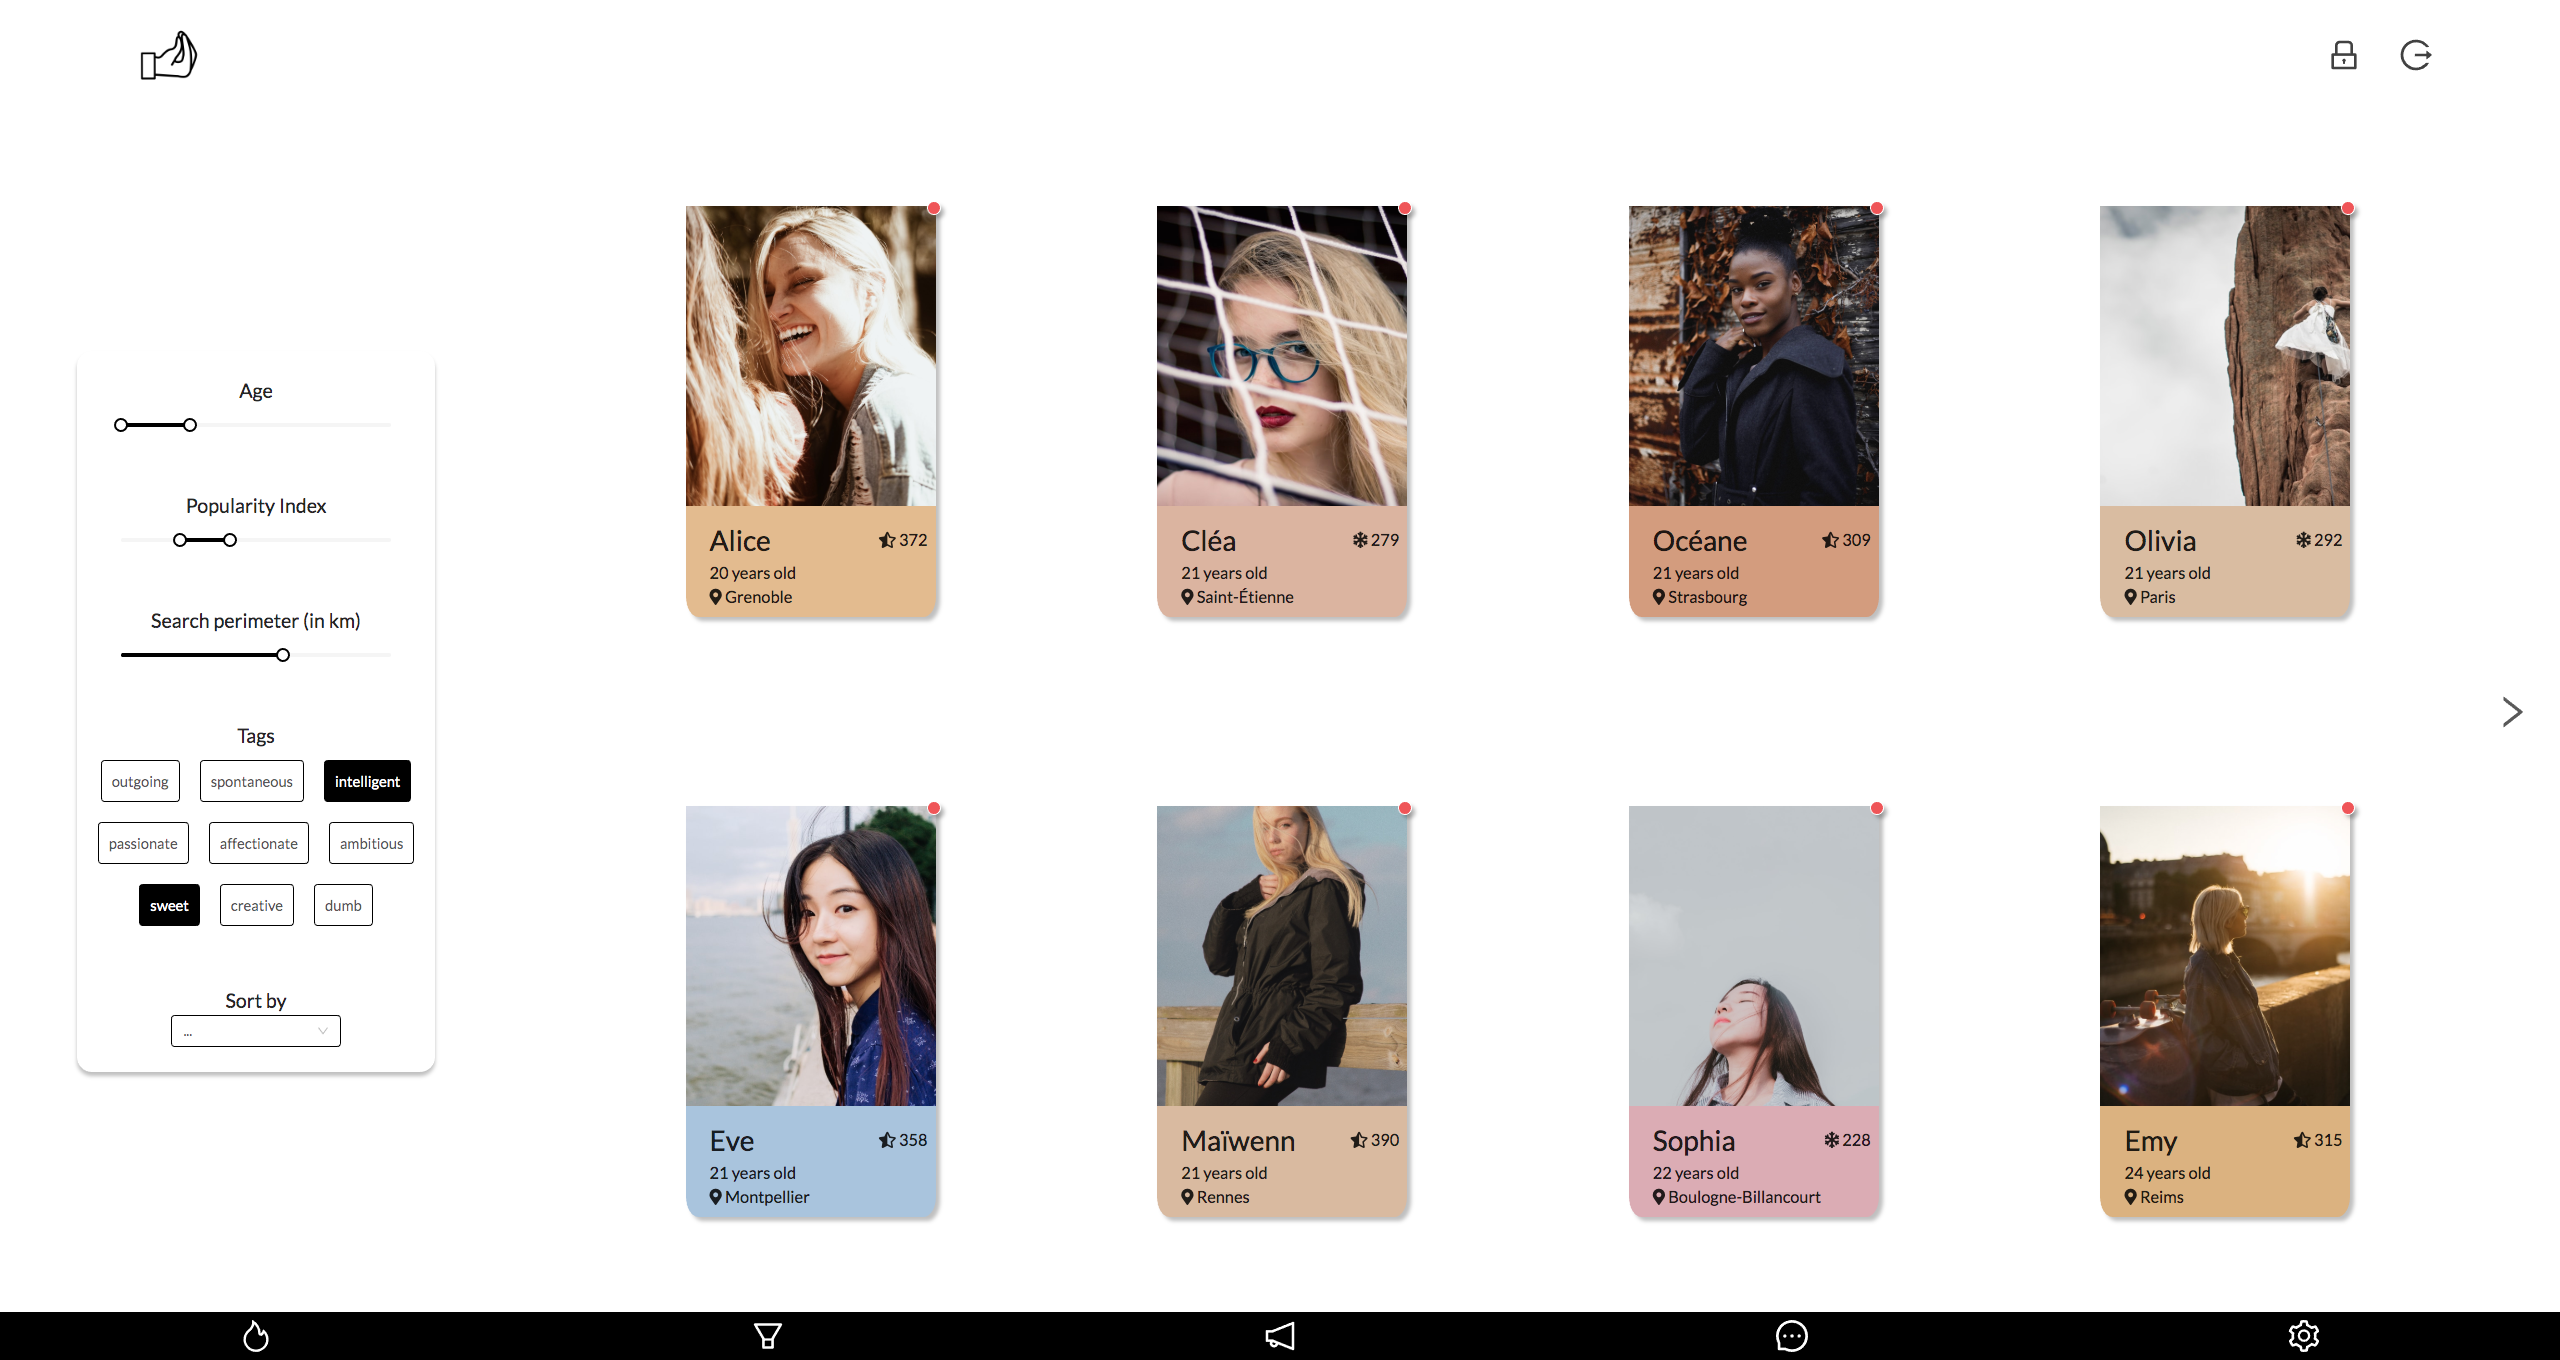 Age
Popularity Index
Search perimeter (in km)
Tags
outgoing spontaneous intelligent
passionate affectionate ambitious
sweet creative dumb
Sort by
...
Alice 372
20 years old
Grenoble
Cléa 279
21 years old
Saint-Étienne
Océane 309
21 years old
Strasbourg
Olivia 292
21 years old
Paris
Eve 358
21 years old
Montpellier
Maïwenn 390
21 years old
Rennes
Sophia 228
22 years old
Boulogne-Billancourt
Emy 315
24 years old
Reims